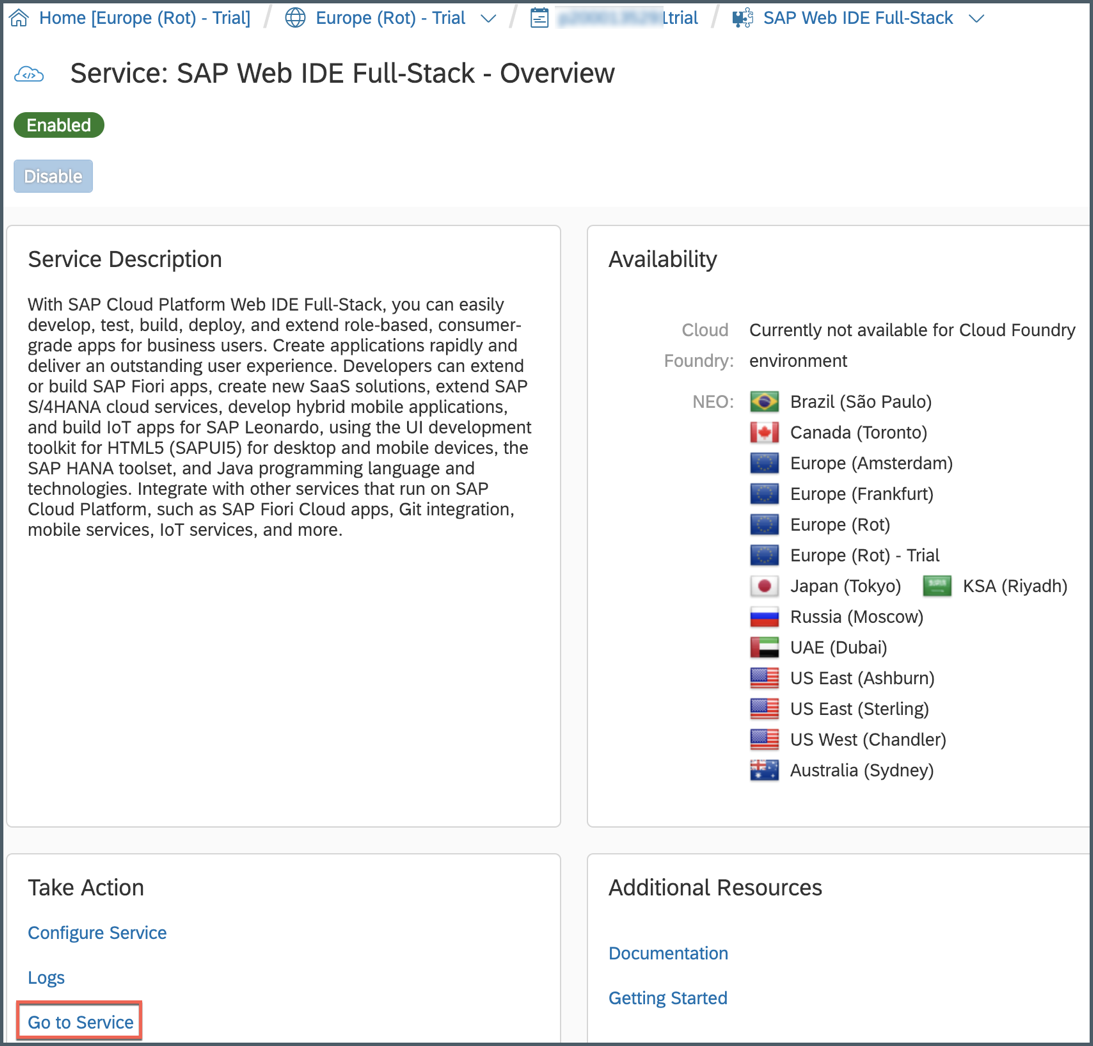 Home [Europe (Rot) - Trial] / Europe (Rot) - Trial / trial / SAP Web IDE Full-Stack
Service: SAP Web IDE Full-Stack - Overview
Enabled
Disable
Service Description
With SAP Cloud Platform Web IDE Full-Stack, you can easily
develop, test, build, deploy, and extend role-based, consumer-
grade apps for business users. Create applications rapidly and
deliver an outstanding user experience. Developers can extend
or build SAP Fiori apps, create new SaaS solutions, extend SAP
S/4HANA cloud services, develop hybrid mobile applications,
and build IoT apps for SAP Leonardo, using the UI development
toolkit for HTML5 (SAPUI5) for desktop and mobile devices, the
SAP HANA toolset, and Java programming language and
technologies. Integrate with other services that run on SAP
Cloud Platform, such as SAP Fiori Cloud apps, Git integration,
mobile services, IoT services, and more.
Availability
Cloud Currently not available for Cloud Foundry
Foundry: environment
NEO: Brazil (São Paulo)
Canada (Toronto)
Europe (Amsterdam)
Europe (Frankfurt)
Europe (Rot)
Europe (Rot) - Trial
Japan (Tokyo) KSA (Riyadh)
Russia (Moscow)
UAE (Dubai)
US East (Ashburn)
US East (Sterling)
US West (Chandler)
Australia (Sydney)
Take Action
Configure Service
Logs
Go to Service
Additional Resources
Documentation
Getting Started